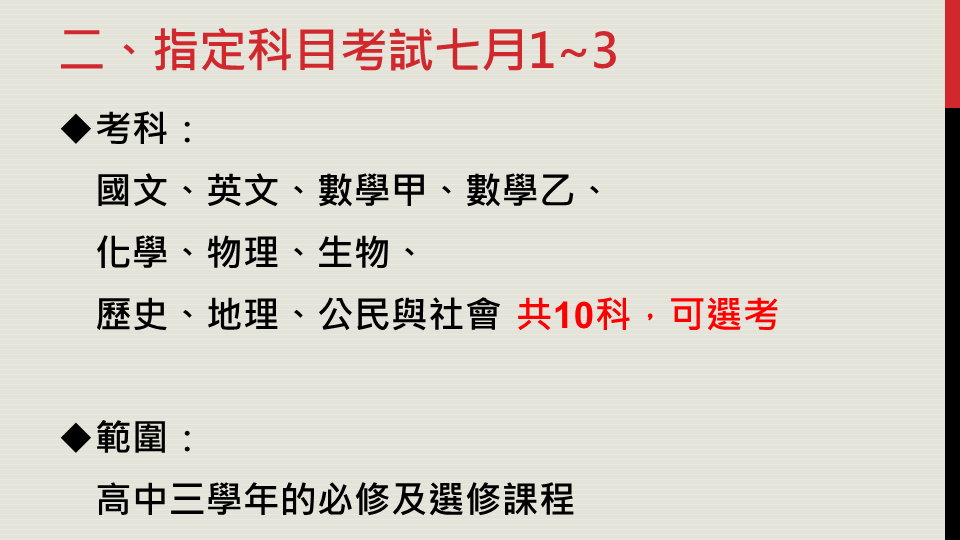 二、指定科目考試七月1~3
◆考科：
國文、英文、數學甲、數學乙、
化學、物理、生物、
歷史、地理、公民與社會 共10科，可選考
◆範圍：
高中三學年的必修及選修課程